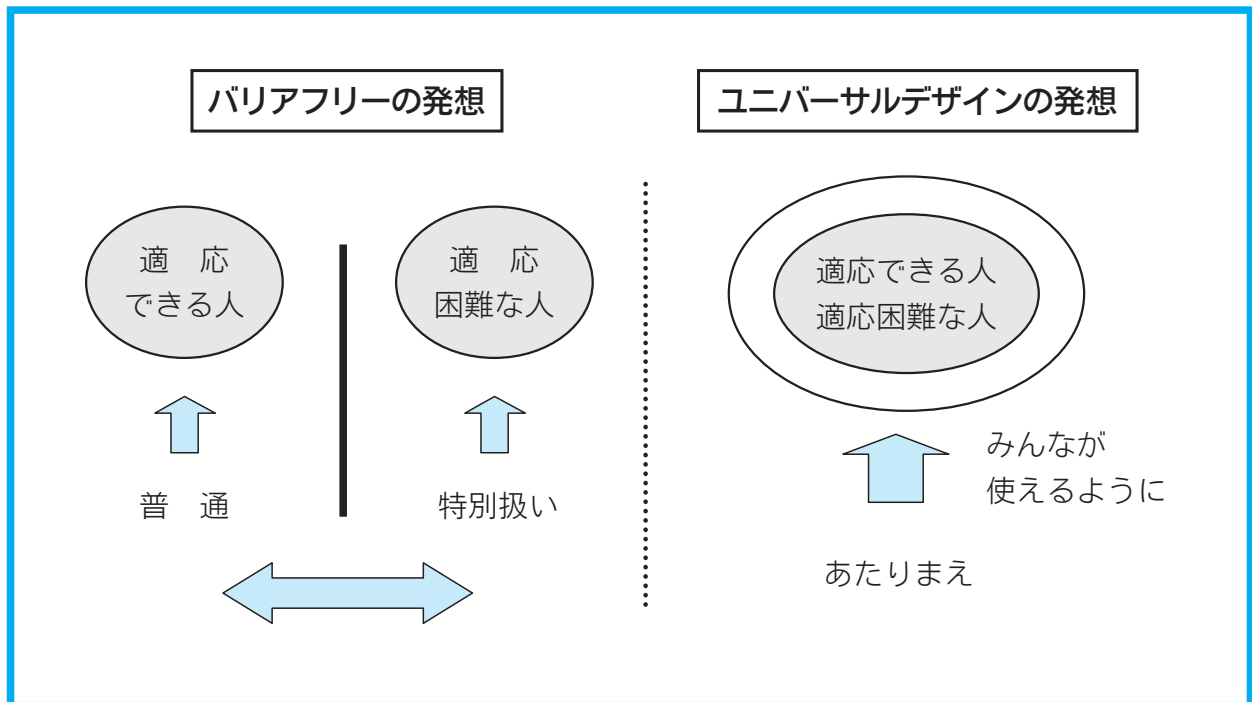 バリアフリーの発想
適　応
できる人
適　応
困難な人
普　通
特別扱い
ユニバーサルデザインの発想
適応できる人
適応困難な人
みんなが
使えるように
あたりまえ